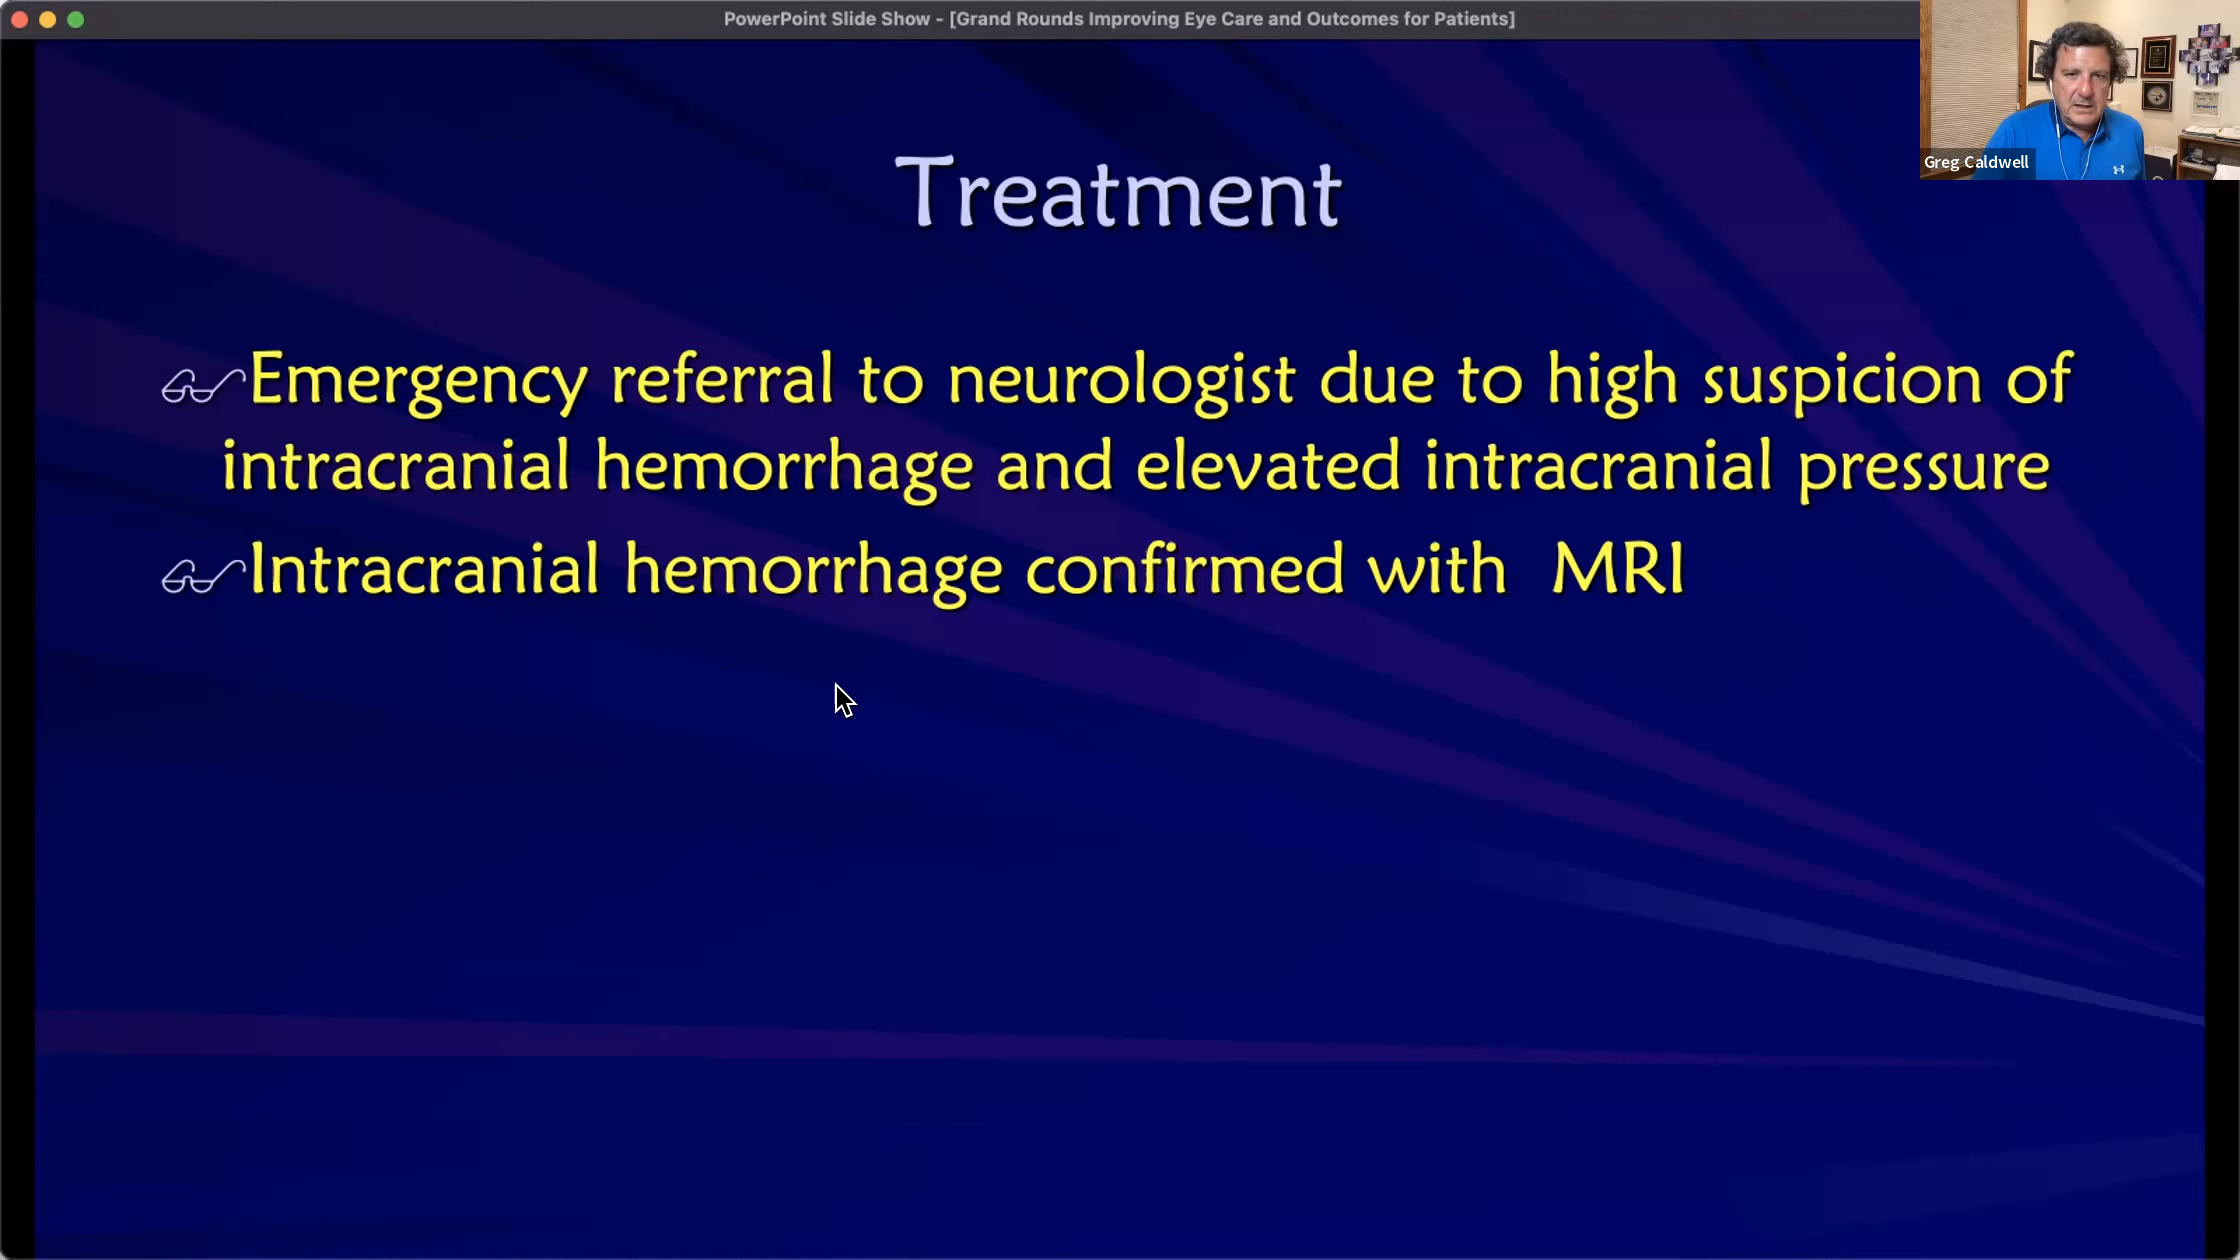 PowerPoint Slide Show - [Grand Rounds Improving Eye Care and Outcomes for Patients]
Greg Caldwell
Treatment
Emergency referral to neurologist due to high suspicion of
intracranial hemorrhage and elevated intracranial pressure
Intracranial hemorrhage confirmed with  MRI